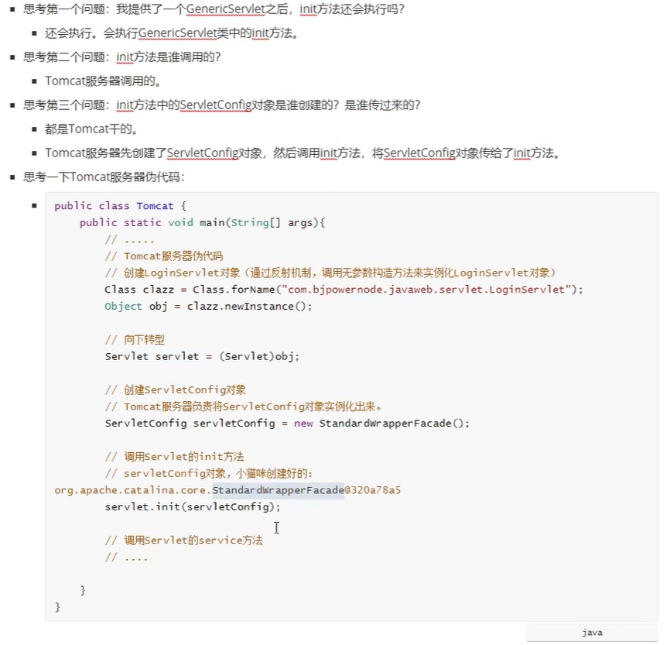 思考第一个问题：我提供了一个GenericServlet之后，init方法还会执行吗？
还会执行。会执行GenericServlet类中的init方法。
思考第二个问题：init方法是谁调用的？
Tomcat服务器调用的。
思考第三个问题：init方法中的ServletConfig对象是谁创建的？是谁传过来的？
都是Tomcat干的。
Tomcat服务器先创建了ServletConfig对象，然后调用init方法，将ServletConfig对象传给了init方法。
思考一下Tomcat服务器伪代码：
public class Tomcat {
    public static void main(String[] args){
        // .....
        // Tomcat服务器伪代码
        // 创建LoginServlet对象（通过反射机制，调用无参数构造方法来实例化LoginServlet对象）
        Class clazz = Class.forName("com.bjpowernode.javaweb.servlet.LoginServlet");
        Object obj = clazz.newInstance();

        // 向下转型
        Servlet servlet = (Servlet)obj;

        // 创建ServletConfig对象
        // Tomcat服务器负责将ServletConfig对象实例化出来。
        ServletConfig servletConfig = new StandardWrapperFacade();

        // 调用Servlet的init方法
        // servletConfig对象，小猫咪创建好的：
org.apache.catalina.core.StandardWrapperFacade@320a78a5
        servlet.init(servletConfig);

        // 调用Servlet的service方法
        // ....

    }
}
java